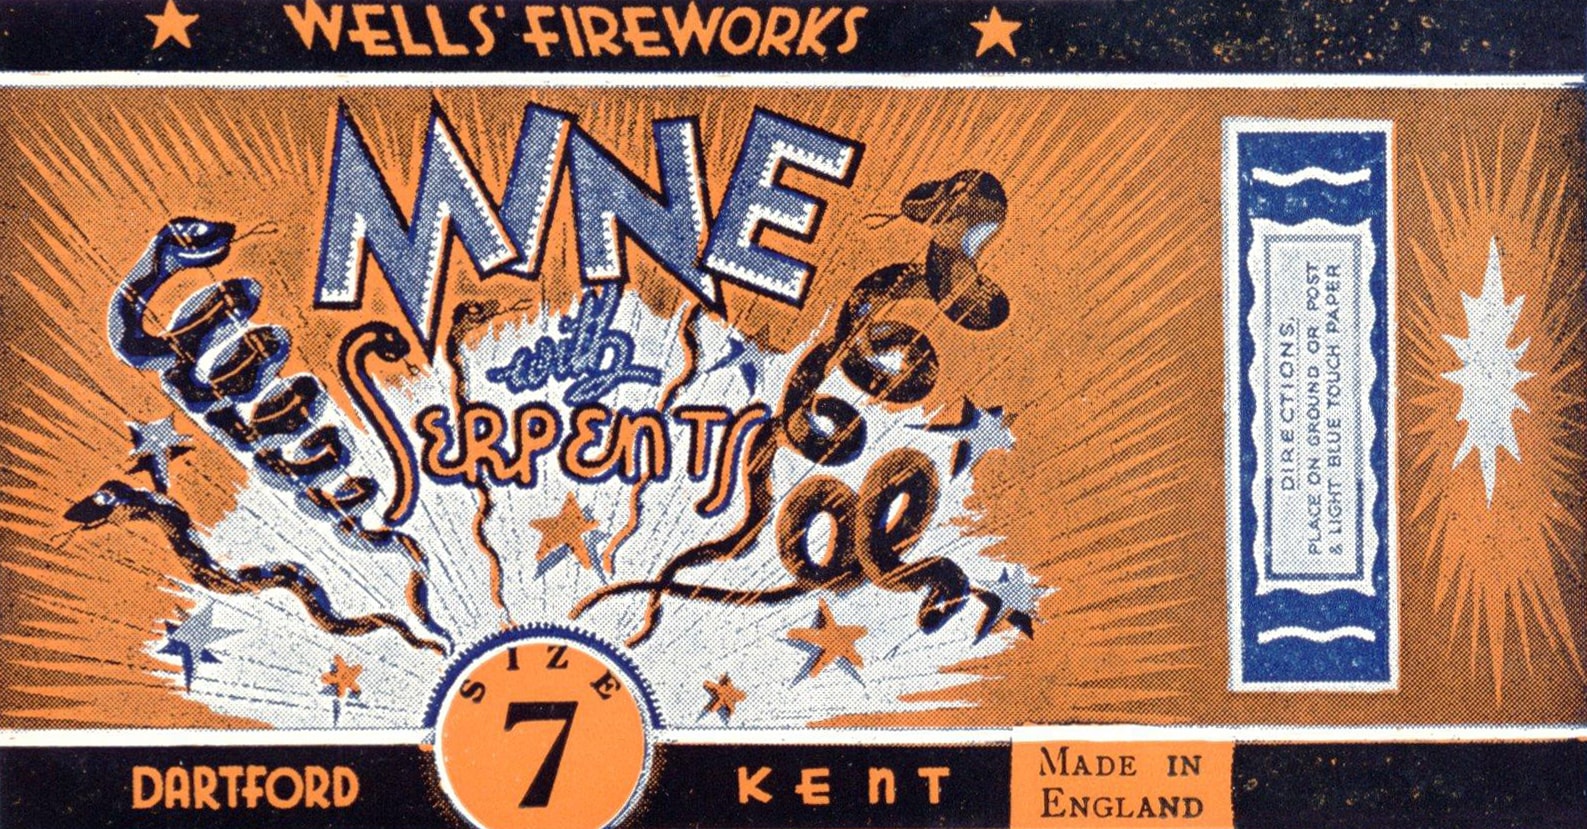 WELLS' FIREWORKS
MINE
with
SERPENTS
SIZE
7
DARTFORD
KENT
MADE IN
ENGLAND
DIRECTIONS.
PLACE ON GROUND OR POST
& LIGHT BLUE TOUCH PAPER